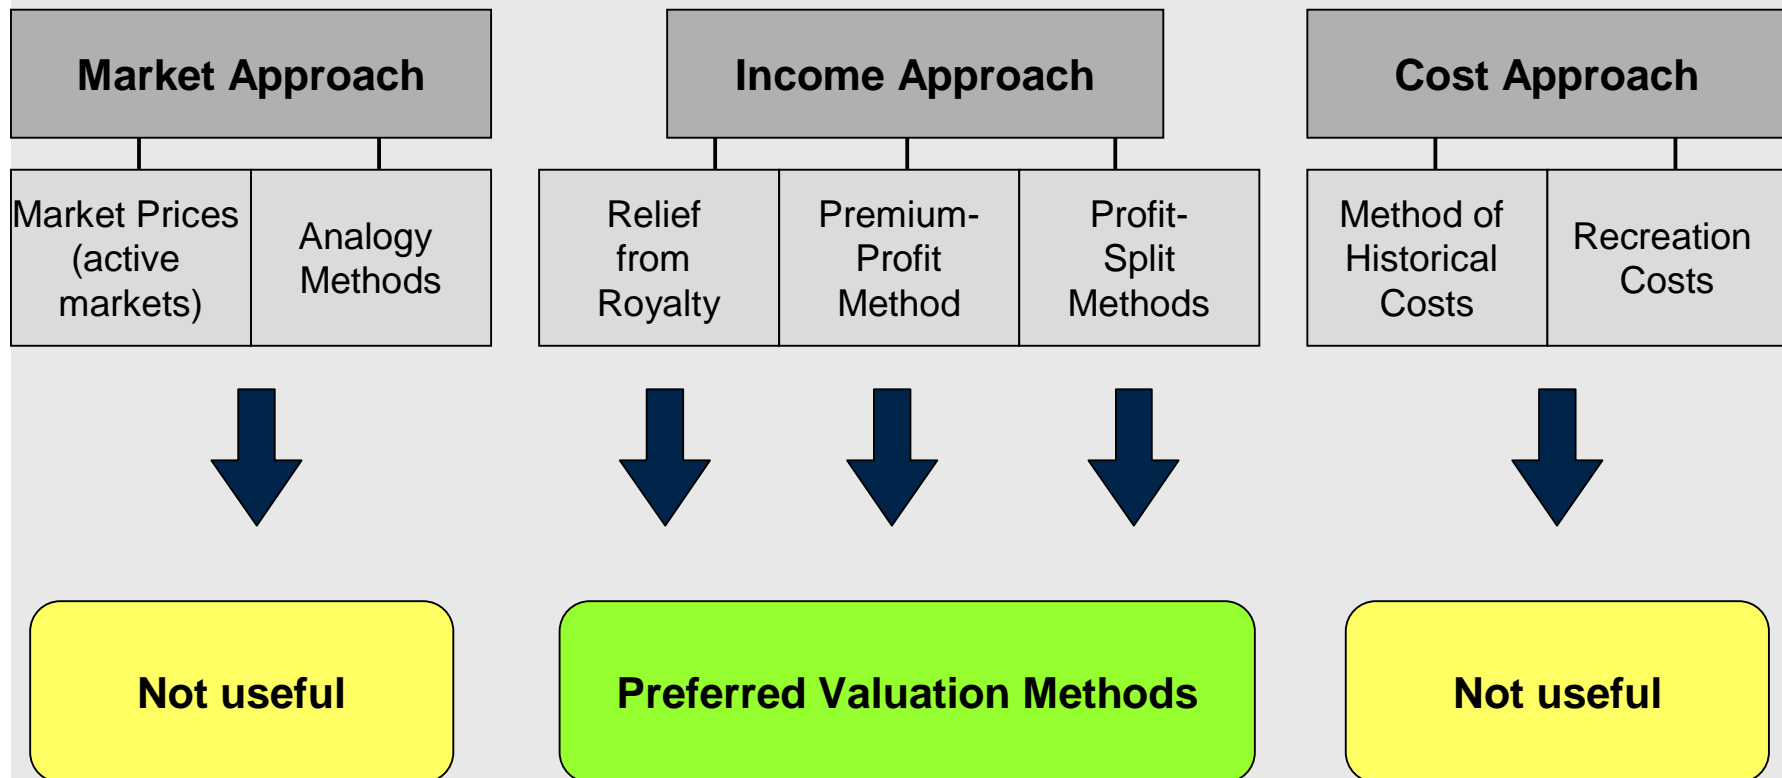 Market Approach
Income Approach
Cost Approach
Market Prices
(active
markets)
Analogy
Methods
Relief
from
Royalty
Premium-
Profit
Method
Profit-
Split
Methods
Method of
Historical
Costs
Recreation
Costs
Not useful
Preferred Valuation Methods
Not useful